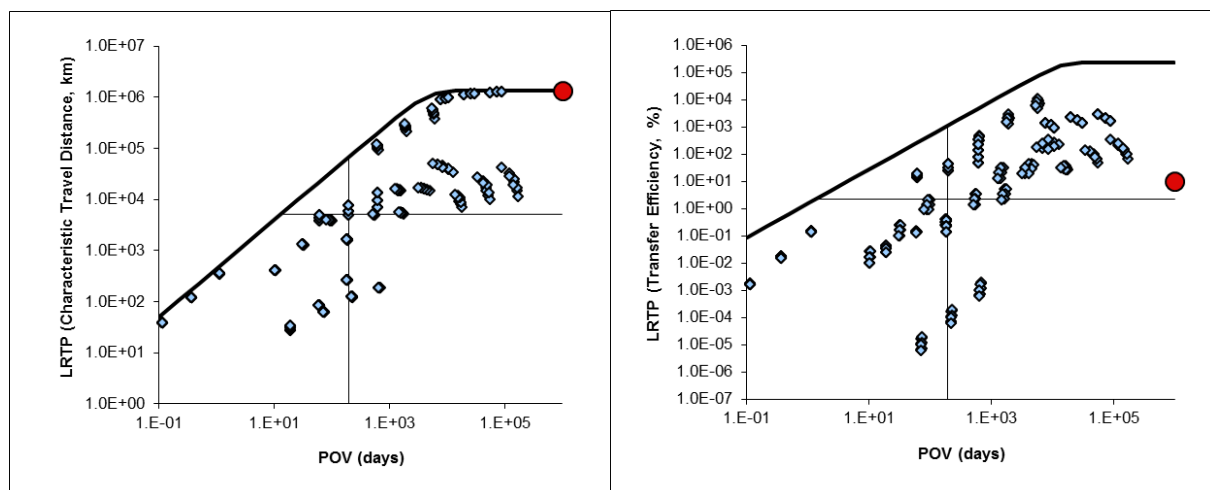 LRTP (Characteristic Travel Distance, km)
1.0E+07
1.0E+06
1.0E+05
1.0E+04
1.0E+03
1.0E+02
1.0E+01
1.0E+00
1.E-01
1.E+01
1.E+03
1.E+05
POV (days)
LRTP (Transfer Efficiency, %)
1.0E+06
1.0E+05
1.0E+04
1.0E+03
1.0E+02
1.0E+01
1.0E+00
1.0E-01
1.0E-02
1.0E-03
1.0E-04
1.0E-05
1.0E-06
1.0E-07
1.E-01
1.E+01
1.E+03
1.E+05
POV (days)